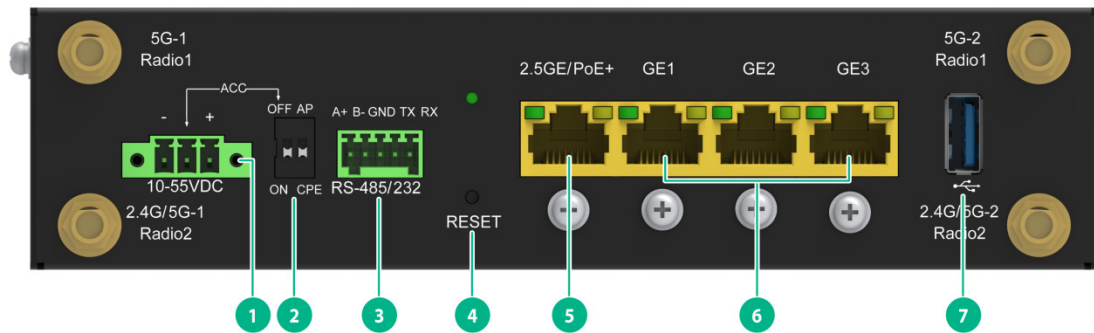 5G-1
Radio1
5G-2
Radio1
2.5GE/PoE+
GE1
GE2
GE3
ACC
OFF AP
A+ B- GND TX RX
- +
10-55VDC
ON CPE
RS-485/232
RESET
2.4G/5G-1
Radio2
2.4G/5G-2
Radio2
1
2
3
4
5
6
7